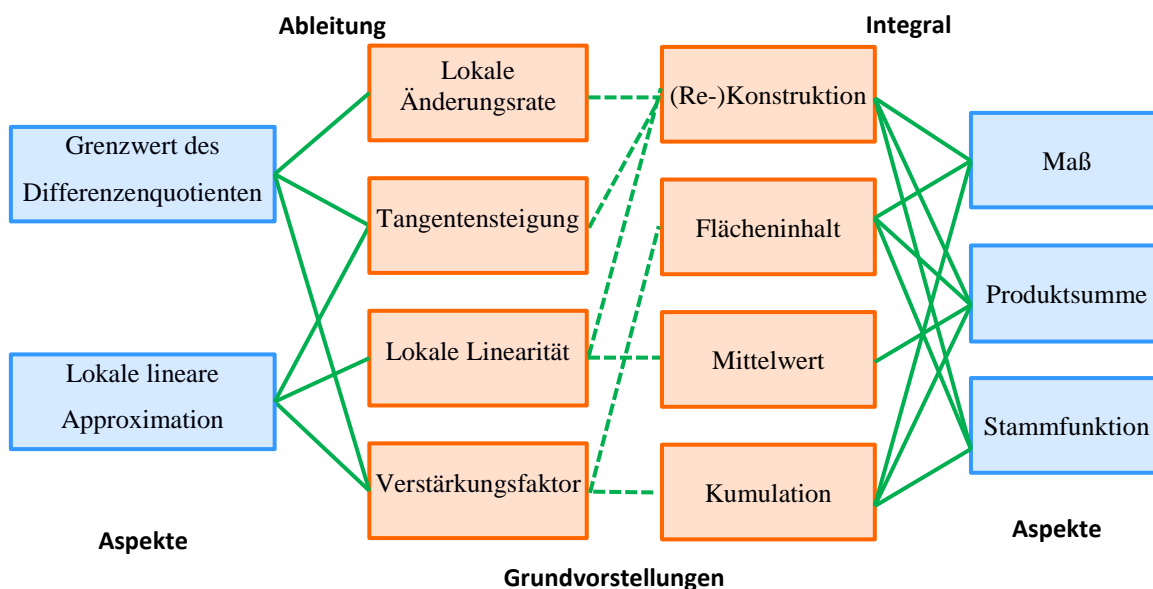 Ableitung
Integral
Lokale
Änderungsrate
(Re-)Konstruktion
Grenzwert des
Differenzenquotienten
Maß
Tangentensteigung
Flächeninhalt
Produktsumme
Lokale Linearität
Mittelwert
Lokale lineare
Approximation
Stammfunktion
Verstärkungsfaktor
Kumulation
Aspekte
Aspekte
Grundvorstellungen